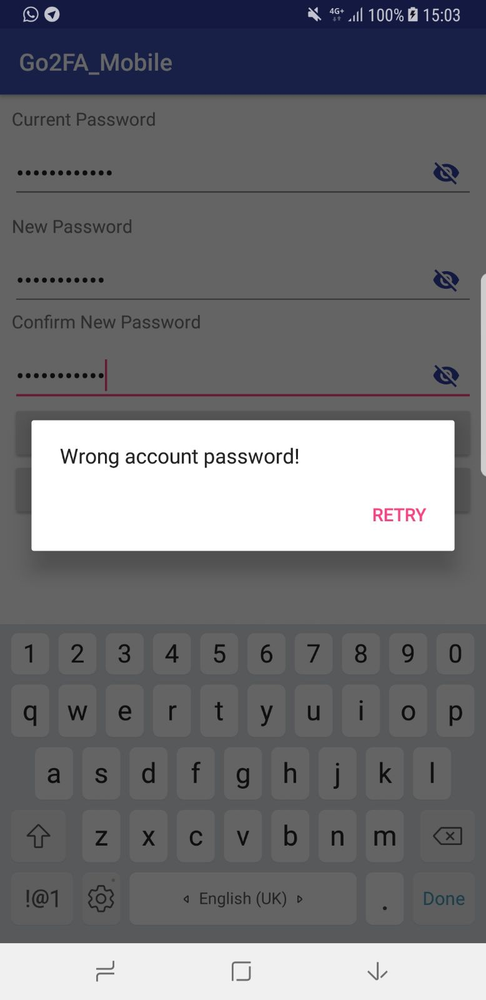 4G+ 100% 15:03
Go2FA_Mobile
Current Password
••••••••••••
New Password
•••••••••••
Confirm New Password
•••••••••••
Wrong account password!
RETRY
1 2 3 4 5 6 7 8 9 0
q w e r t y u i o p
a s d f g h j k l
z x c v b n m
!@1 English (UK) . Done